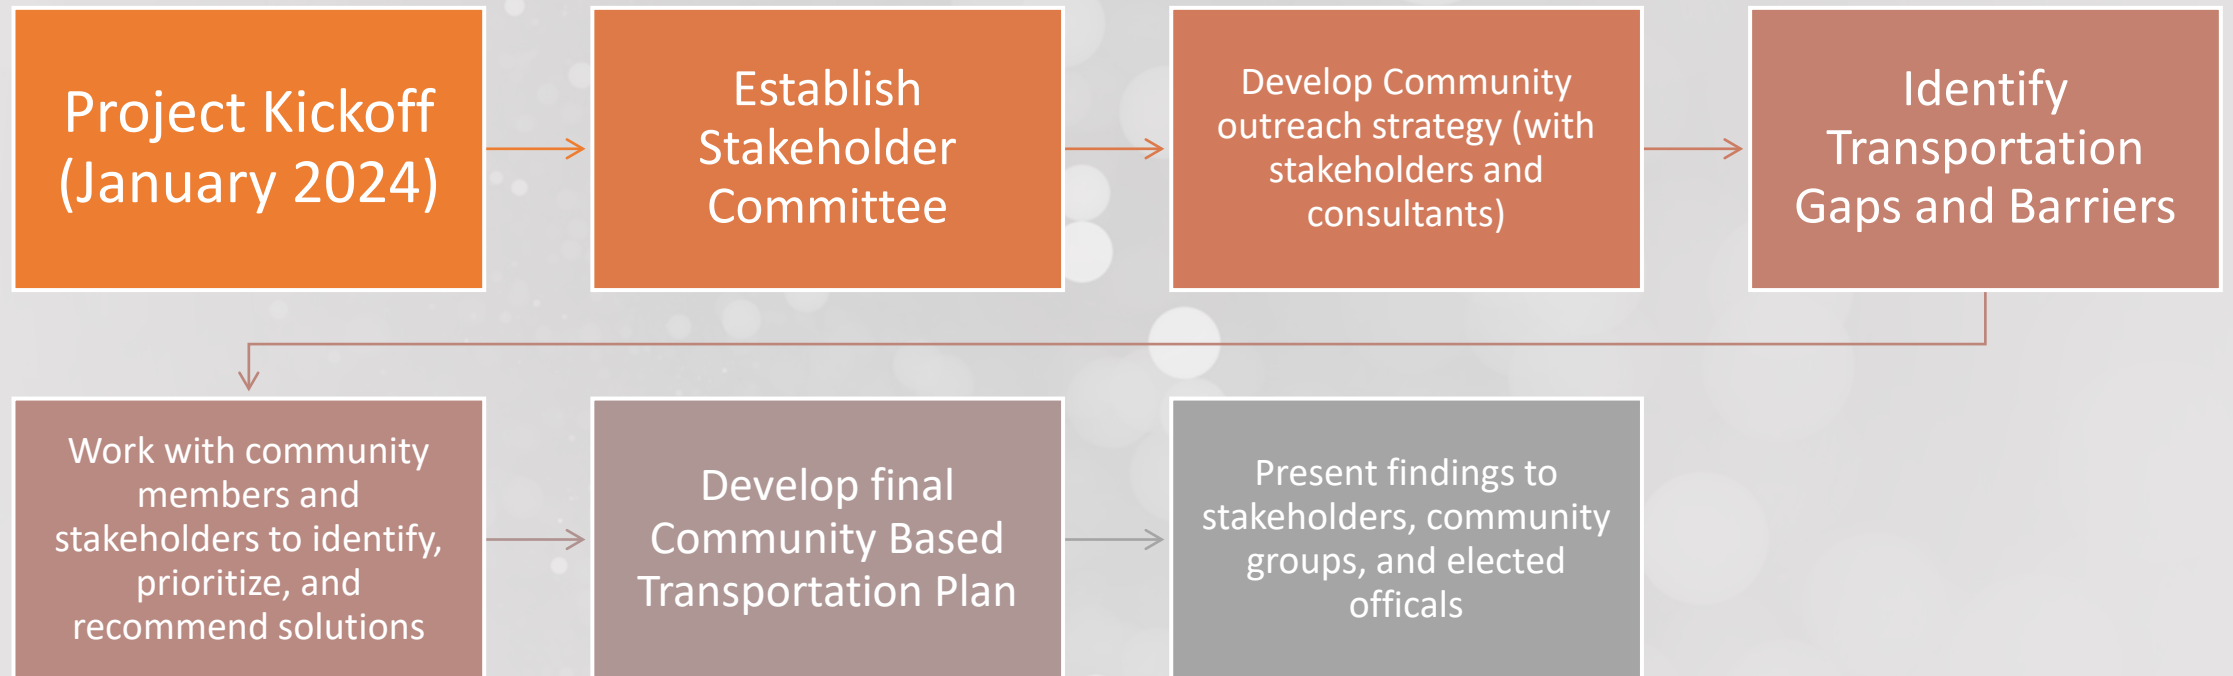 Project Kickoff
(January 2024)
Establish
Stakeholder
Committee
Develop Community
outreach strategy (with
stakeholders and
consultants)
Identify
Transportation
Gaps and Barriers
Work with community
members and
stakeholders to identify,
prioritize, and
recommend solutions
Develop final
Community Based
Transportation Plan
Present findings to
stakeholders, community
groups, and elected
officals